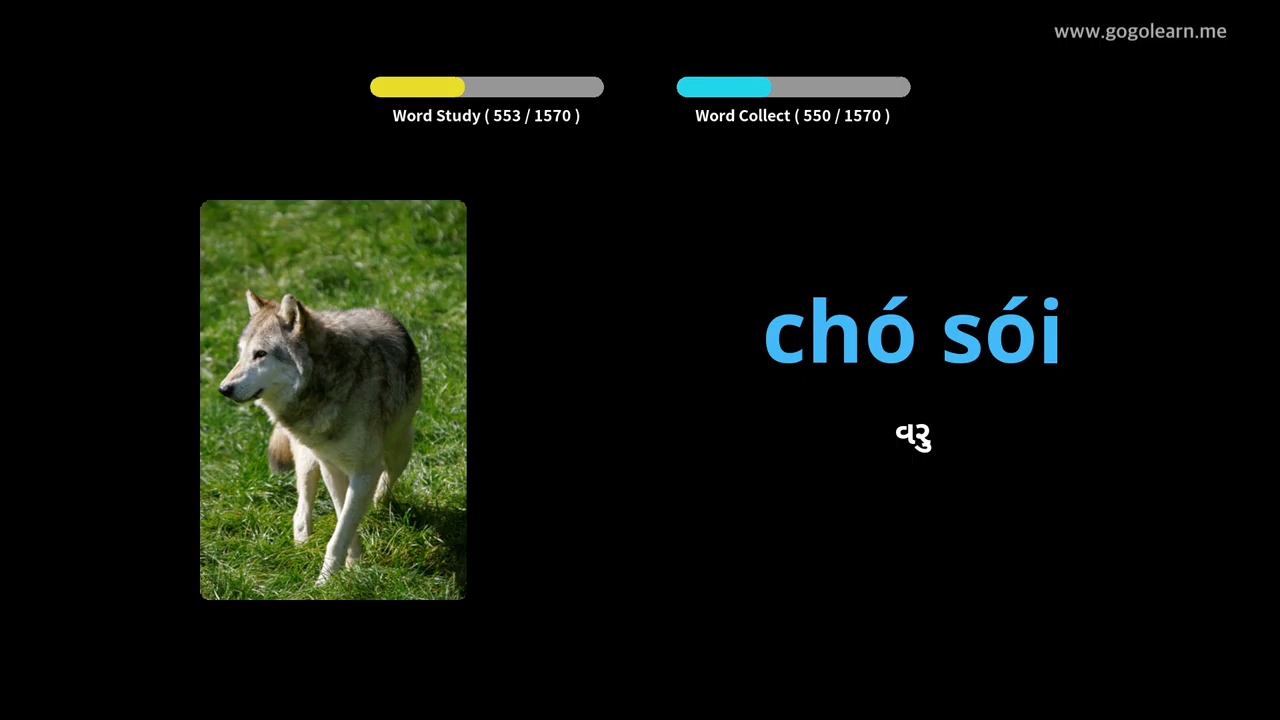 www.gogolearn.me
Word Study ( 553 / 1570 )
Word Collect ( 550 / 1570 )
chó sói
વરુ